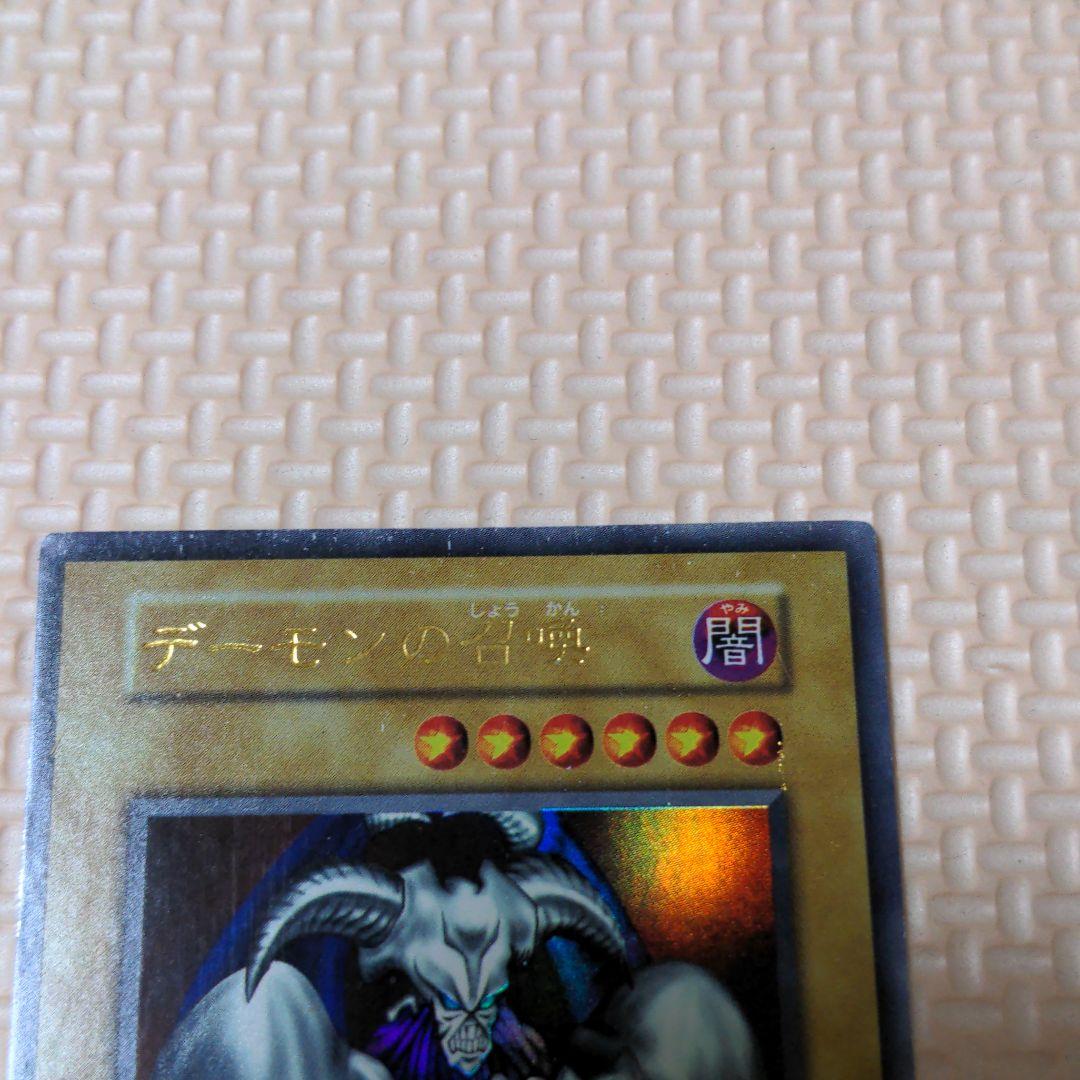 しょう かん
デーモンの召喚
やみ
闇